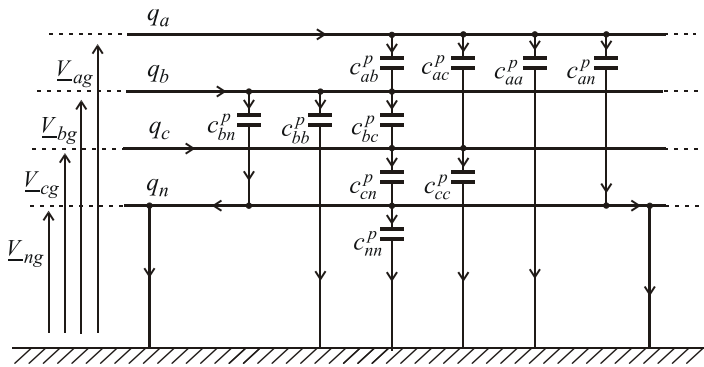 q_a
c^p_ab c^p_ac c^p_aa c^p_an
V_ag q_b
c^p_bn c^p_bb c^p_bc
V_bg q_c
V_cg q_n c^p_cn c^p_cc
V_ng c^p_nn